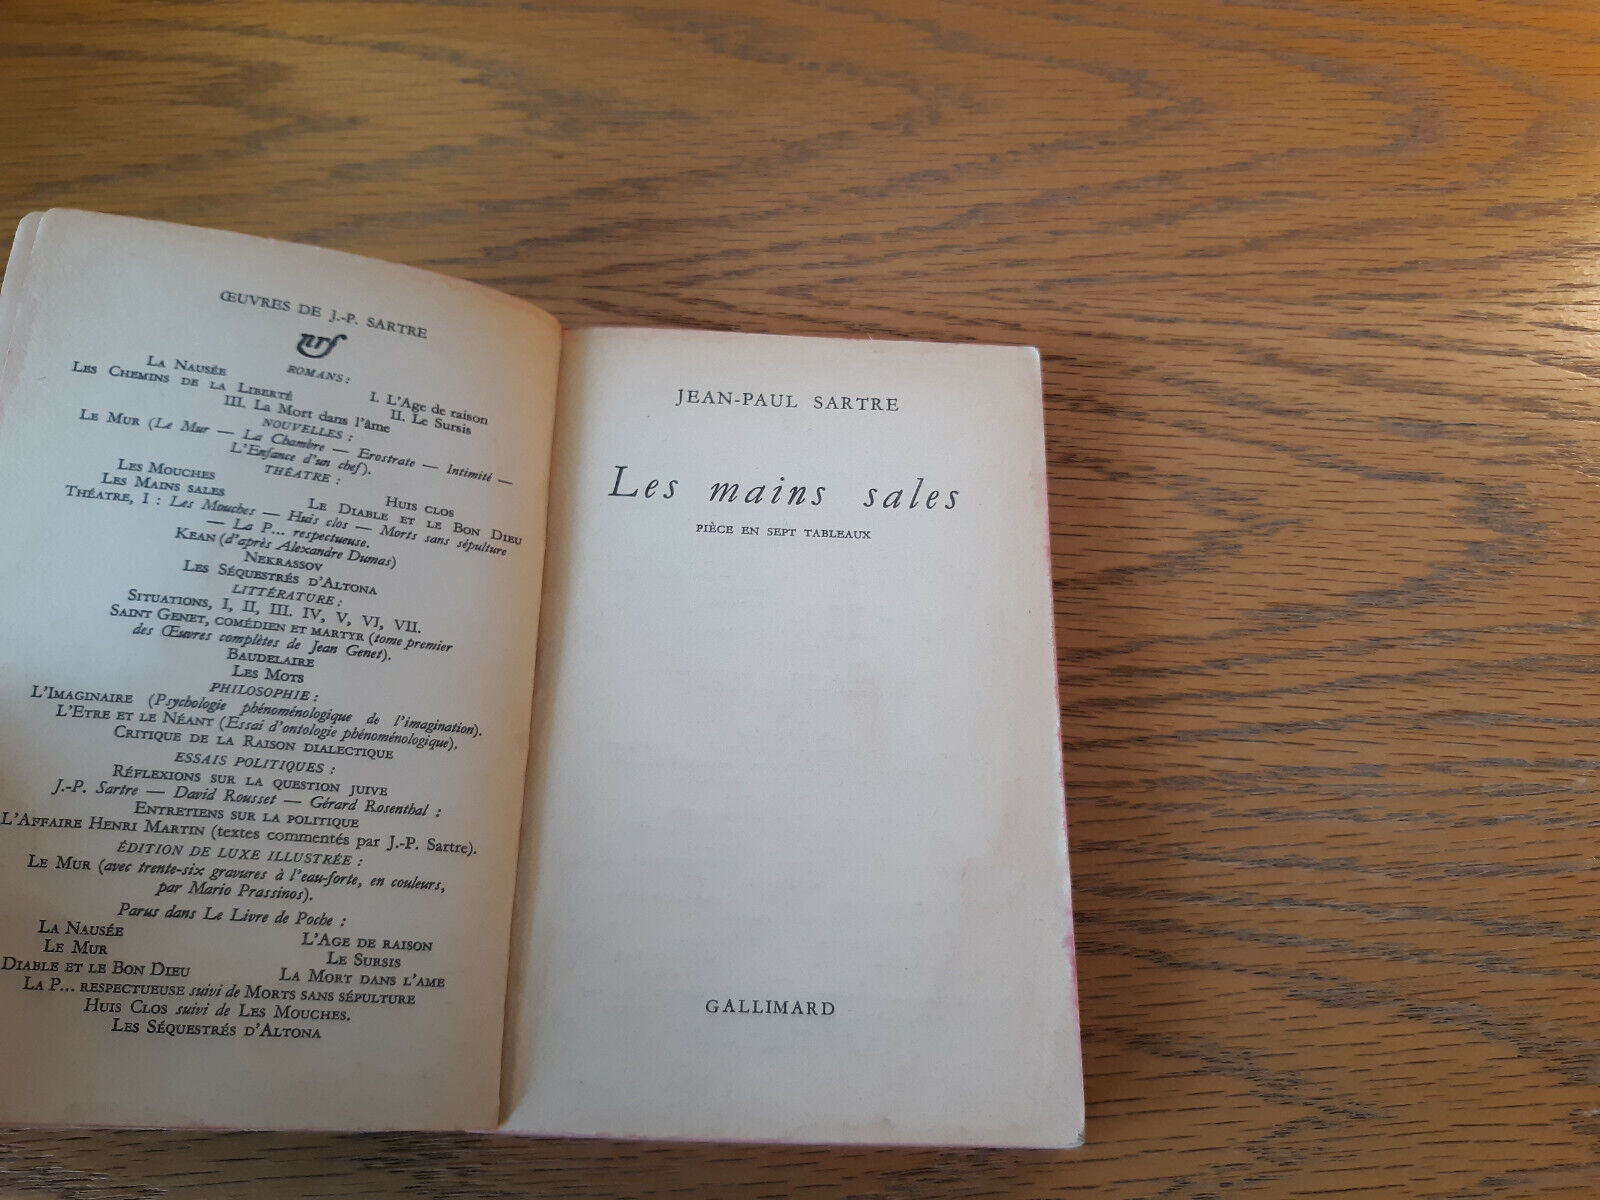 ŒUVRES DE J.-P. SARTRE
nrf
ROMANS :
LA NAUSÉE
LES CHEMINS DE LA LIBERTÉ I. L'Age de raison
III. La Mort dans l'âme II. Le Sursis
NOUVELLES :
LE MUR (Le Mur — La Chambre — Erostrate — Intimité —
L'Enfance d'un chef).
THÉATRE :
LES MOUCHES HUIS CLOS
LES MAINS SALES LE DIABLE ET LE BON DIEU
THÉATRE, I : Les Mouches — Huis clos — Morts sans sépulture
— La P... respectueuse.
KEAN (d'après Alexandre Dumas)
NEKRASSOV
LES SÉQUESTRÉS D'ALTONA
LITTÉRATURE :
SITUATIONS, I, II, III. IV, V, VI, VII.
SAINT GENET, COMÉDIEN ET MARTYR (tome premier
des Œuvres complètes de Jean Genet).
BAUDELAIRE
LES MOTS
PHILOSOPHIE :
L'IMAGINAIRE (Psychologie phénoménologique de l'imagination).
L'ETRE ET LE NÉANT (Essai d'ontologie phénoménologique).
CRITIQUE DE LA RAISON DIALECTIQUE
ESSAIS POLITIQUES :
RÉFLEXIONS SUR LA QUESTION JUIVE
J.-P. Sartre — David Rousset — Gérard Rosenthal :
ENTRETIENS SUR LA POLITIQUE
L'AFFAIRE HENRI MARTIN (textes commentés par J.-P. Sartre).
ÉDITION DE LUXE ILLUSTRÉE :
LE MUR (avec trente-six gravures à l'eau-forte, en couleurs,
par Mario Prassinos).
Parus dans Le Livre de Poche :
LA NAUSÉE L'AGE DE RAISON
LE MUR LE SURSIS
DIABLE ET LE BON DIEU LA MORT DANS L'AME
LA P... RESPECTUEUSE suivi de MORTS SANS SÉPULTURE
HUIS CLOS suivi de LES MOUCHES.
LES SÉQUESTRÉS D'ALTONA
JEAN-PAUL SARTRE
Les mains sales
PIÈCE EN SEPT TABLEAUX
GALLIMARD